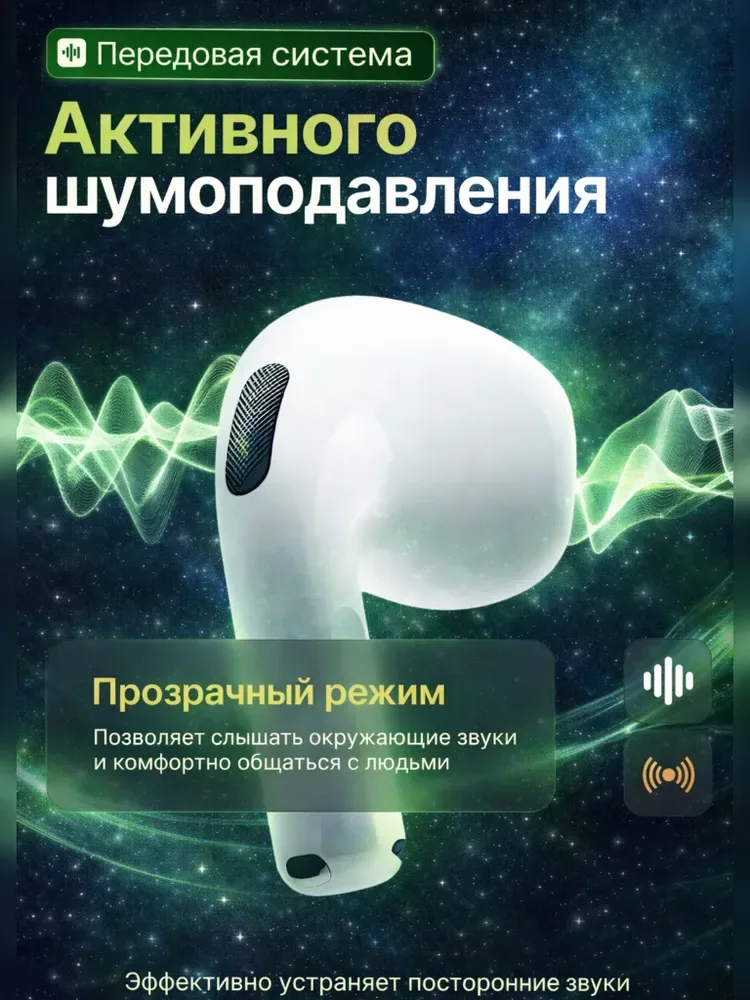 Передовая система
Активного
шумоподавления
Прозрачный режим
Позволяет слышать окружающие звуки
и комфортно общаться с людьми
Эффективно устраняет посторонние звуки